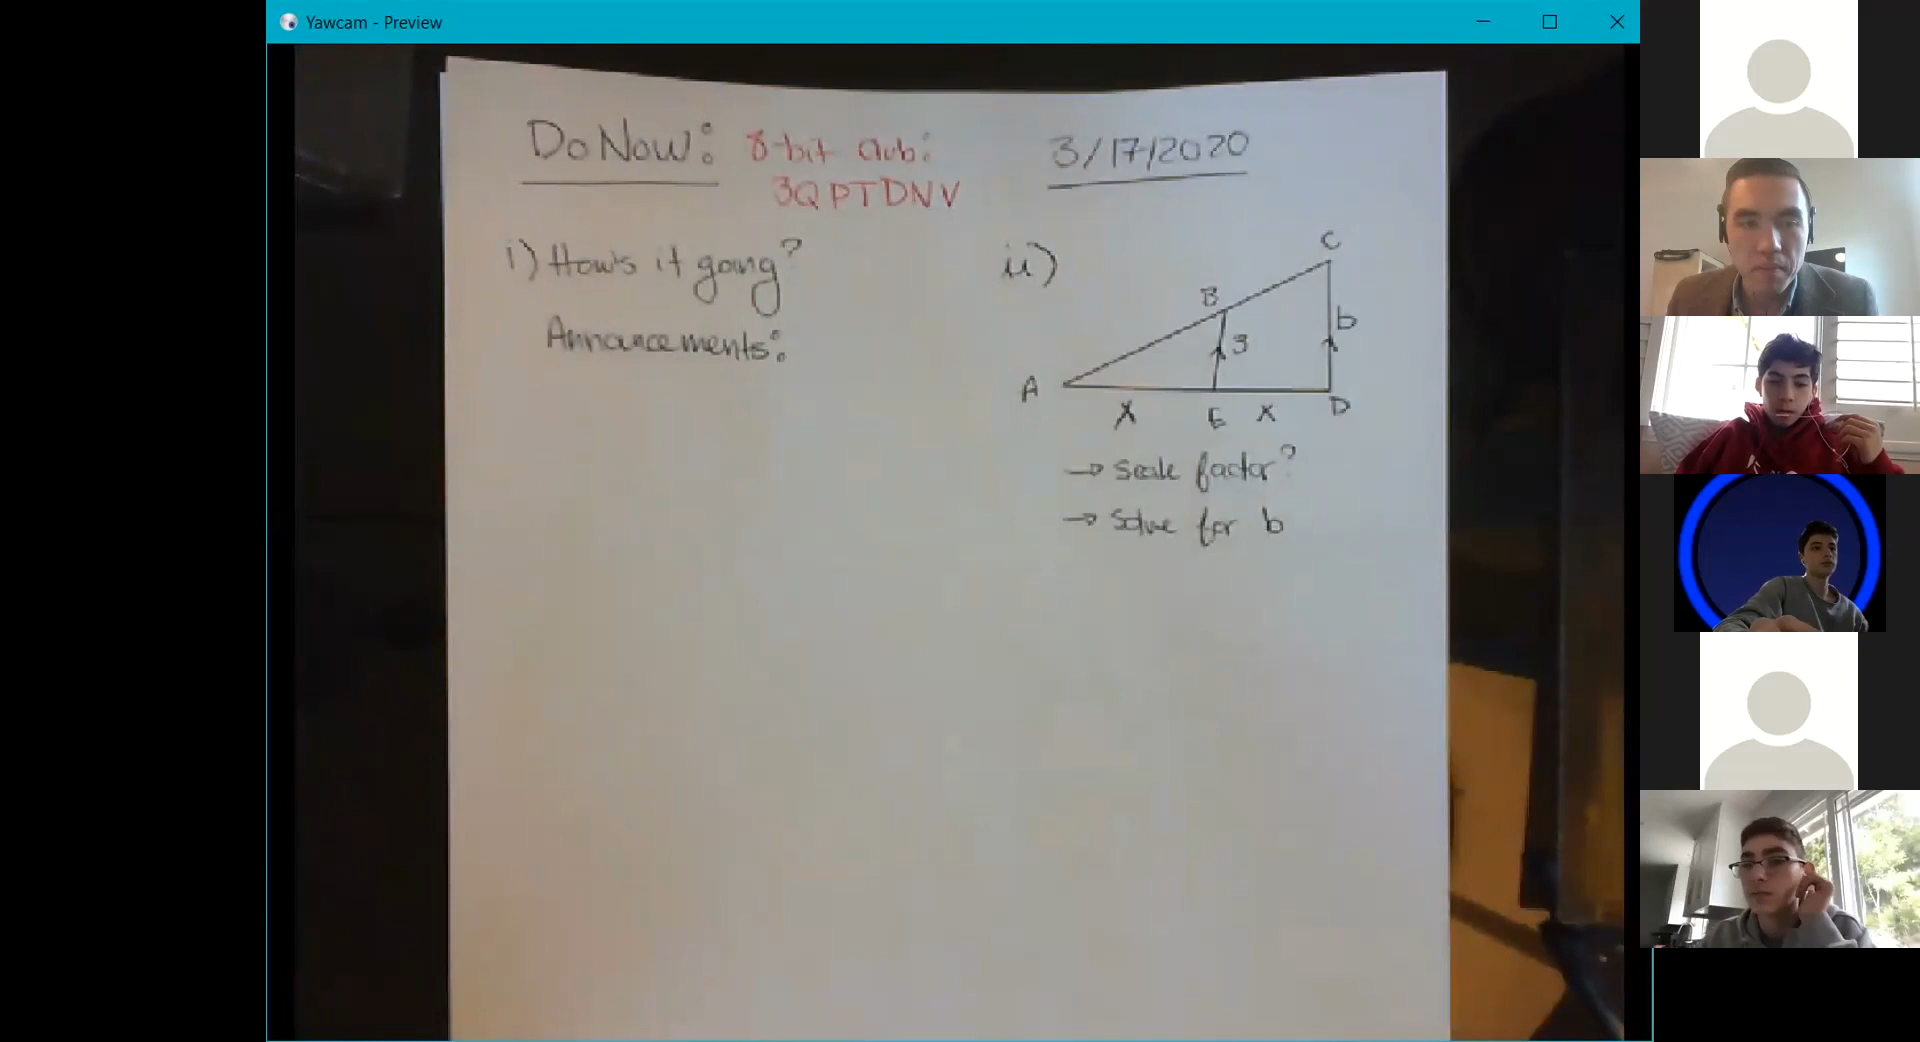 Yawcam - Preview
Do Now:
8-bit Club:
3QPTDNV
3/17/2020
i) How's it going?
Annoucements:
ii)
C
B
b
3
A
X
E
X
D
→ Scale factor?
→ Solve for b